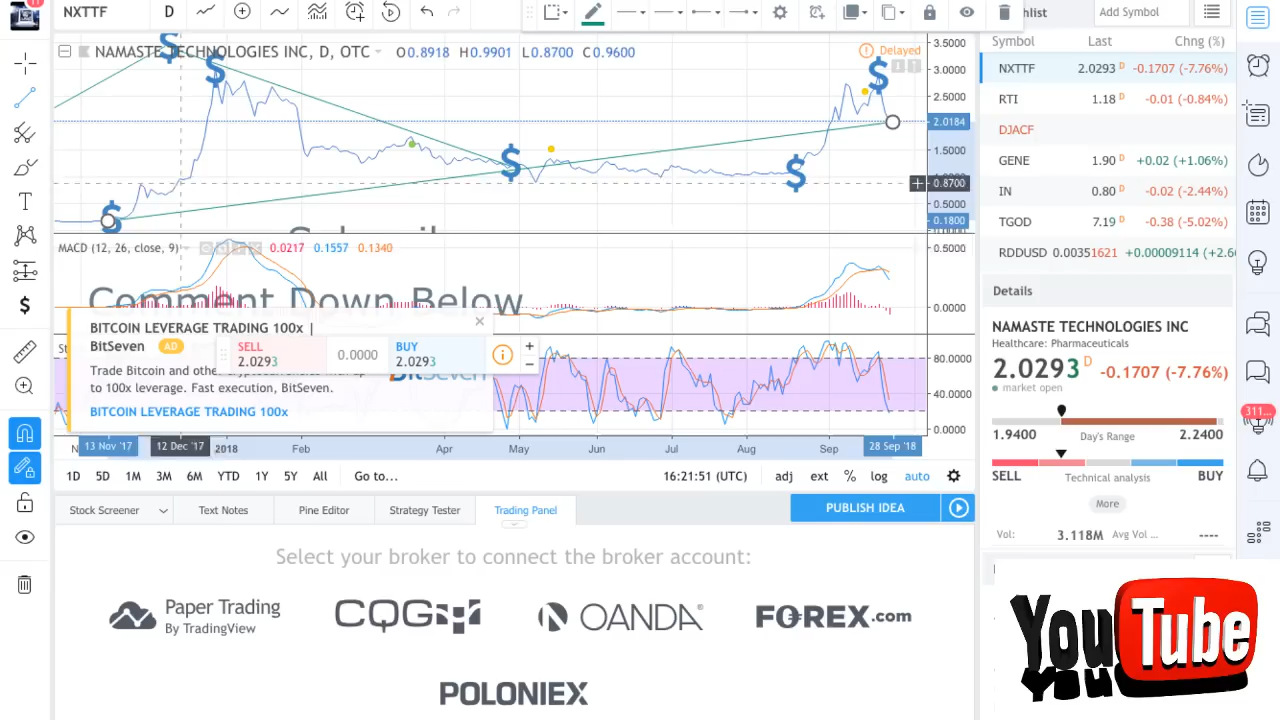 NXTTF D
chlist Add Symbol
NAMASTE TECHNOLOGIES INC, D, OTC O0.8918 H0.9901 L0.8700 C0.9600
Delayed
3.5000
3.0000
2.5000
2.0184
1.5000
0.8700
0.5000
0.1800
$
$
$
$
$
$
MACD (12, 26, close, 9) 0.0217 0.1557 0.1340
0.5000
0.0000
Comment Down Below
BITCOIN LEVERAGE TRADING 100x |
BitSeven AD
SELL
2.0293
0.0000
BUY
2.0293
Trade Bitcoin and other
to 100x leverage. Fast execution, BitSeven.
BITCOIN LEVERAGE TRADING 100x
80.0000
40.0000
0.0000
13 Nov '17 12 Dec '17 2018 Feb Apr May Jun Jul Aug Sep 28 Sep '18
1D 5D 1M 3M 6M YTD 1Y 5Y All Go to... 16:21:51 (UTC) adj ext % log auto
Stock Screener Text Notes Pine Editor Strategy Tester Trading Panel PUBLISH IDEA
Select your broker to connect the broker account:
Paper Trading
By TradingView
CQG
OANDA
FOREX.com
POLONIEX
Symbol Last Chng (%)
NXTTF 2.0293 D -0.1707 (-7.76%)
RTI 1.18 D -0.01 (-0.84%)
DJACF
GENE 1.90 D +0.02 (+1.06%)
IN 0.80 D -0.02 (-2.44%)
TGOD 7.19 D -0.38 (-5.02%)
RDDUSD 0.00351621 +0.00009114 (+2.6
Details
NAMASTE TECHNOLOGIES INC
Healthcare: Pharmaceuticals
2.0293 D -0.1707 (-7.76%)
market open
1.9400 Day's Range 2.2400
SELL Technical analysis BUY
More
Vol: 3.118M Avg Vol ... ----
311...
YouTube